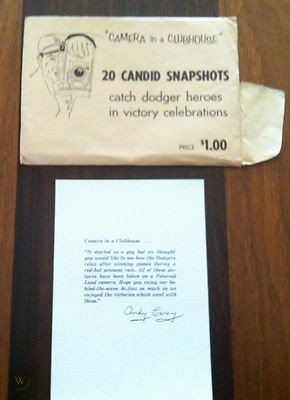 "CAMERA in a CLUBHOUSE"
20 CANDID SNAPSHOTS
catch dodger heroes
in victory celebrations
PRICE $1.00
Camera in a Clubhouse . . . .
"It started as a gag but we thought
you would like to see how the Dodgers
relax after winning games during a
red-hot pennant race. All of these pic-
tures have been taken on a Polaroid
Land camera. Hope you enjoy our be-
hind-the-scene hi-jinx as much as we
enjoyed the victories which went with
them."
Andy Carey
W